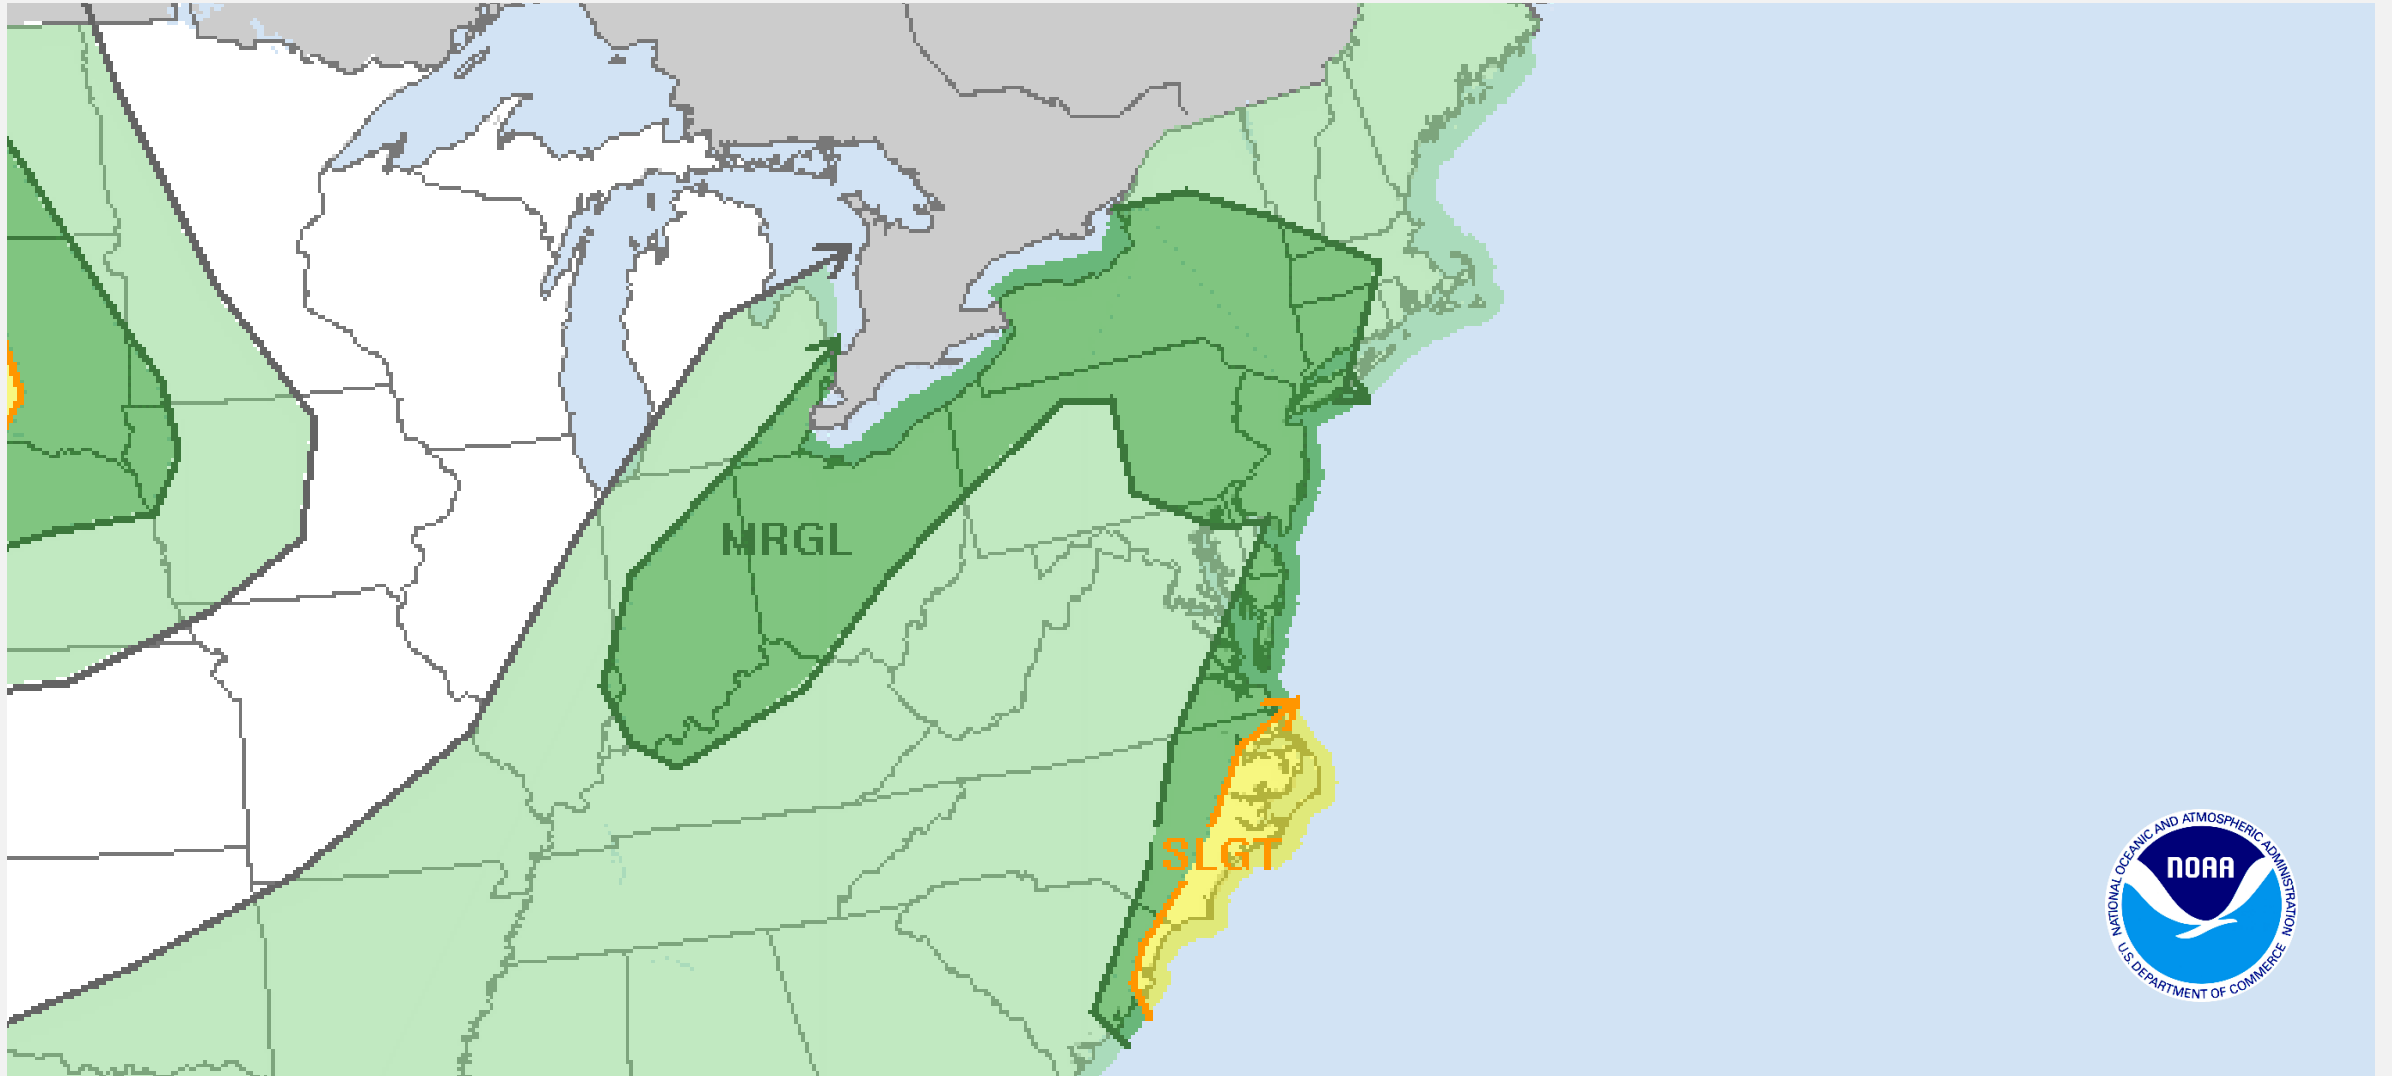 MRGL
SLGT
NATIONAL OCEANIC AND ATMOSPHERIC ADMINISTRATION
NOAA
U.S. DEPARTMENT OF COMMERCE